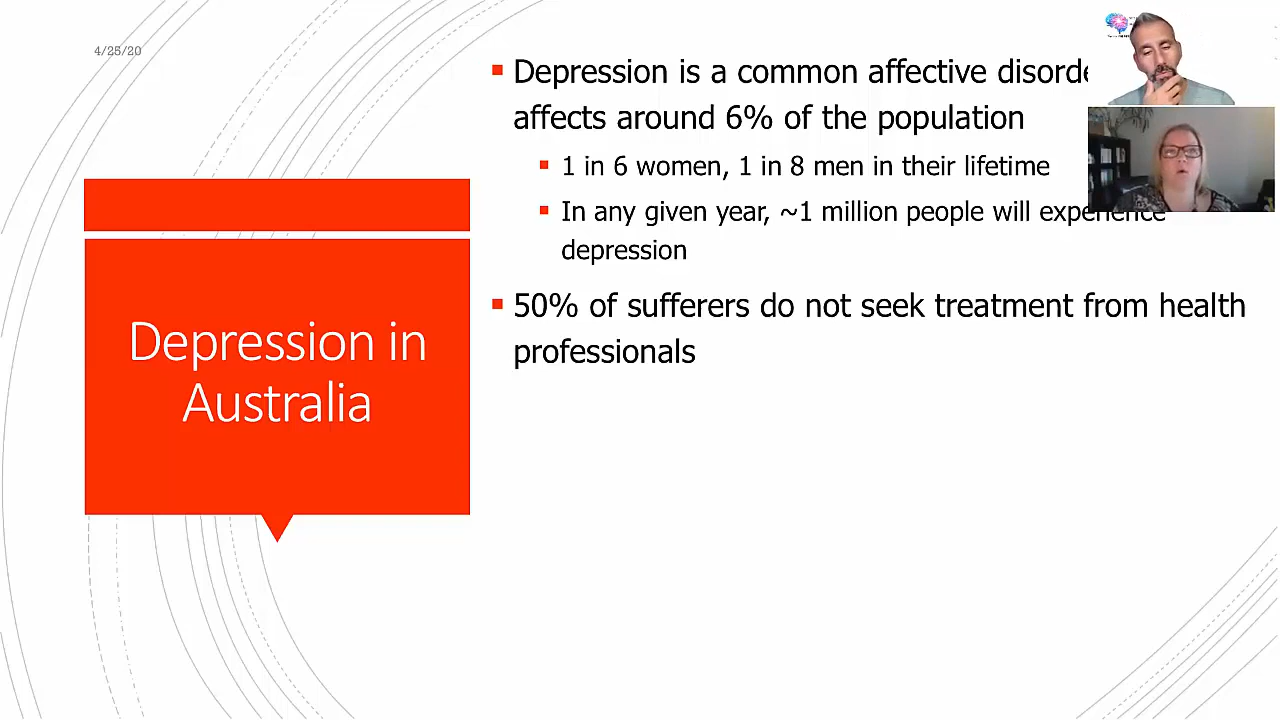 4/25/20
Depression is a common affective
affects around 6% of the population
1 in 6 women, 1 in 8 men in their lifetime
In any given year, ~1 million people will experience
depression
50% of sufferers do not seek treatment from health
professionals
Depression in
Australia